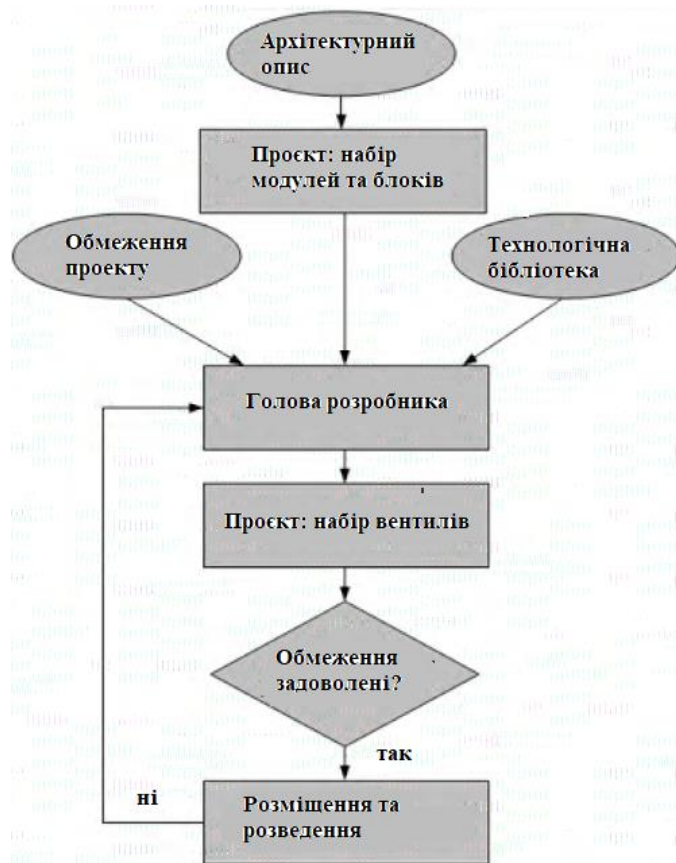 Архітектурний
опис
Проєкт: набір
модулей та блоків
Обмеження
проекту
Технологічна
бібліотека
Голова розробника
Проєкт: набір вентилів
Обмеження
задоволені?
так
ні
Розміщення та
розведення